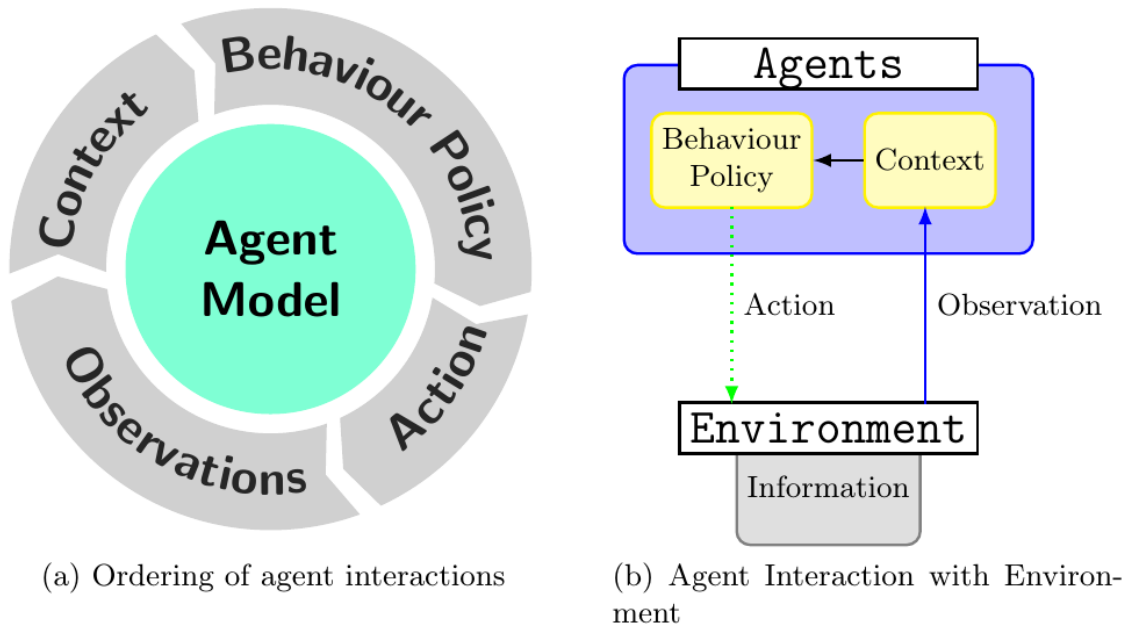 Behaviour Policy
Context
Agent
Model
Action
Observations
(a) Ordering of agent interactions
Agents
Behaviour
Policy
Context
Action
Observation
Environment
Information
(b) Agent Interaction with Environ-
ment